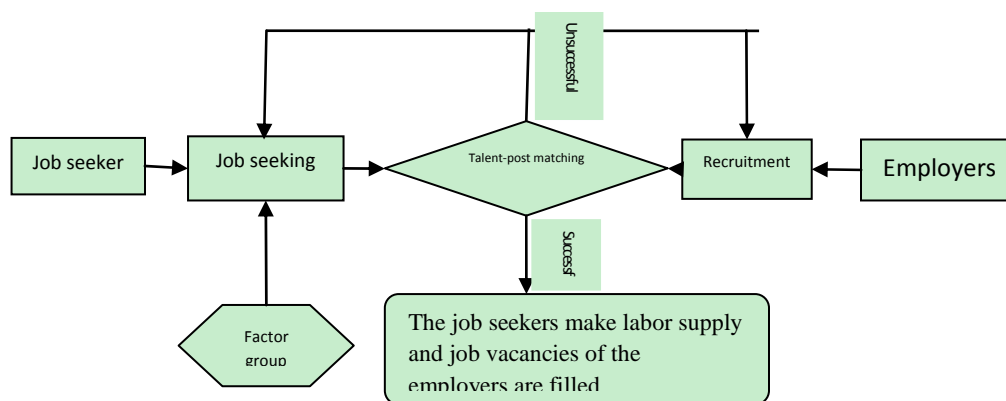 Unsuccessful
Job seeker
Job seeking
Talent-post matching
Recruitment
Employers
Successf
Factor
group
The job seekers make labor supply
and job vacancies of the
employers are filled